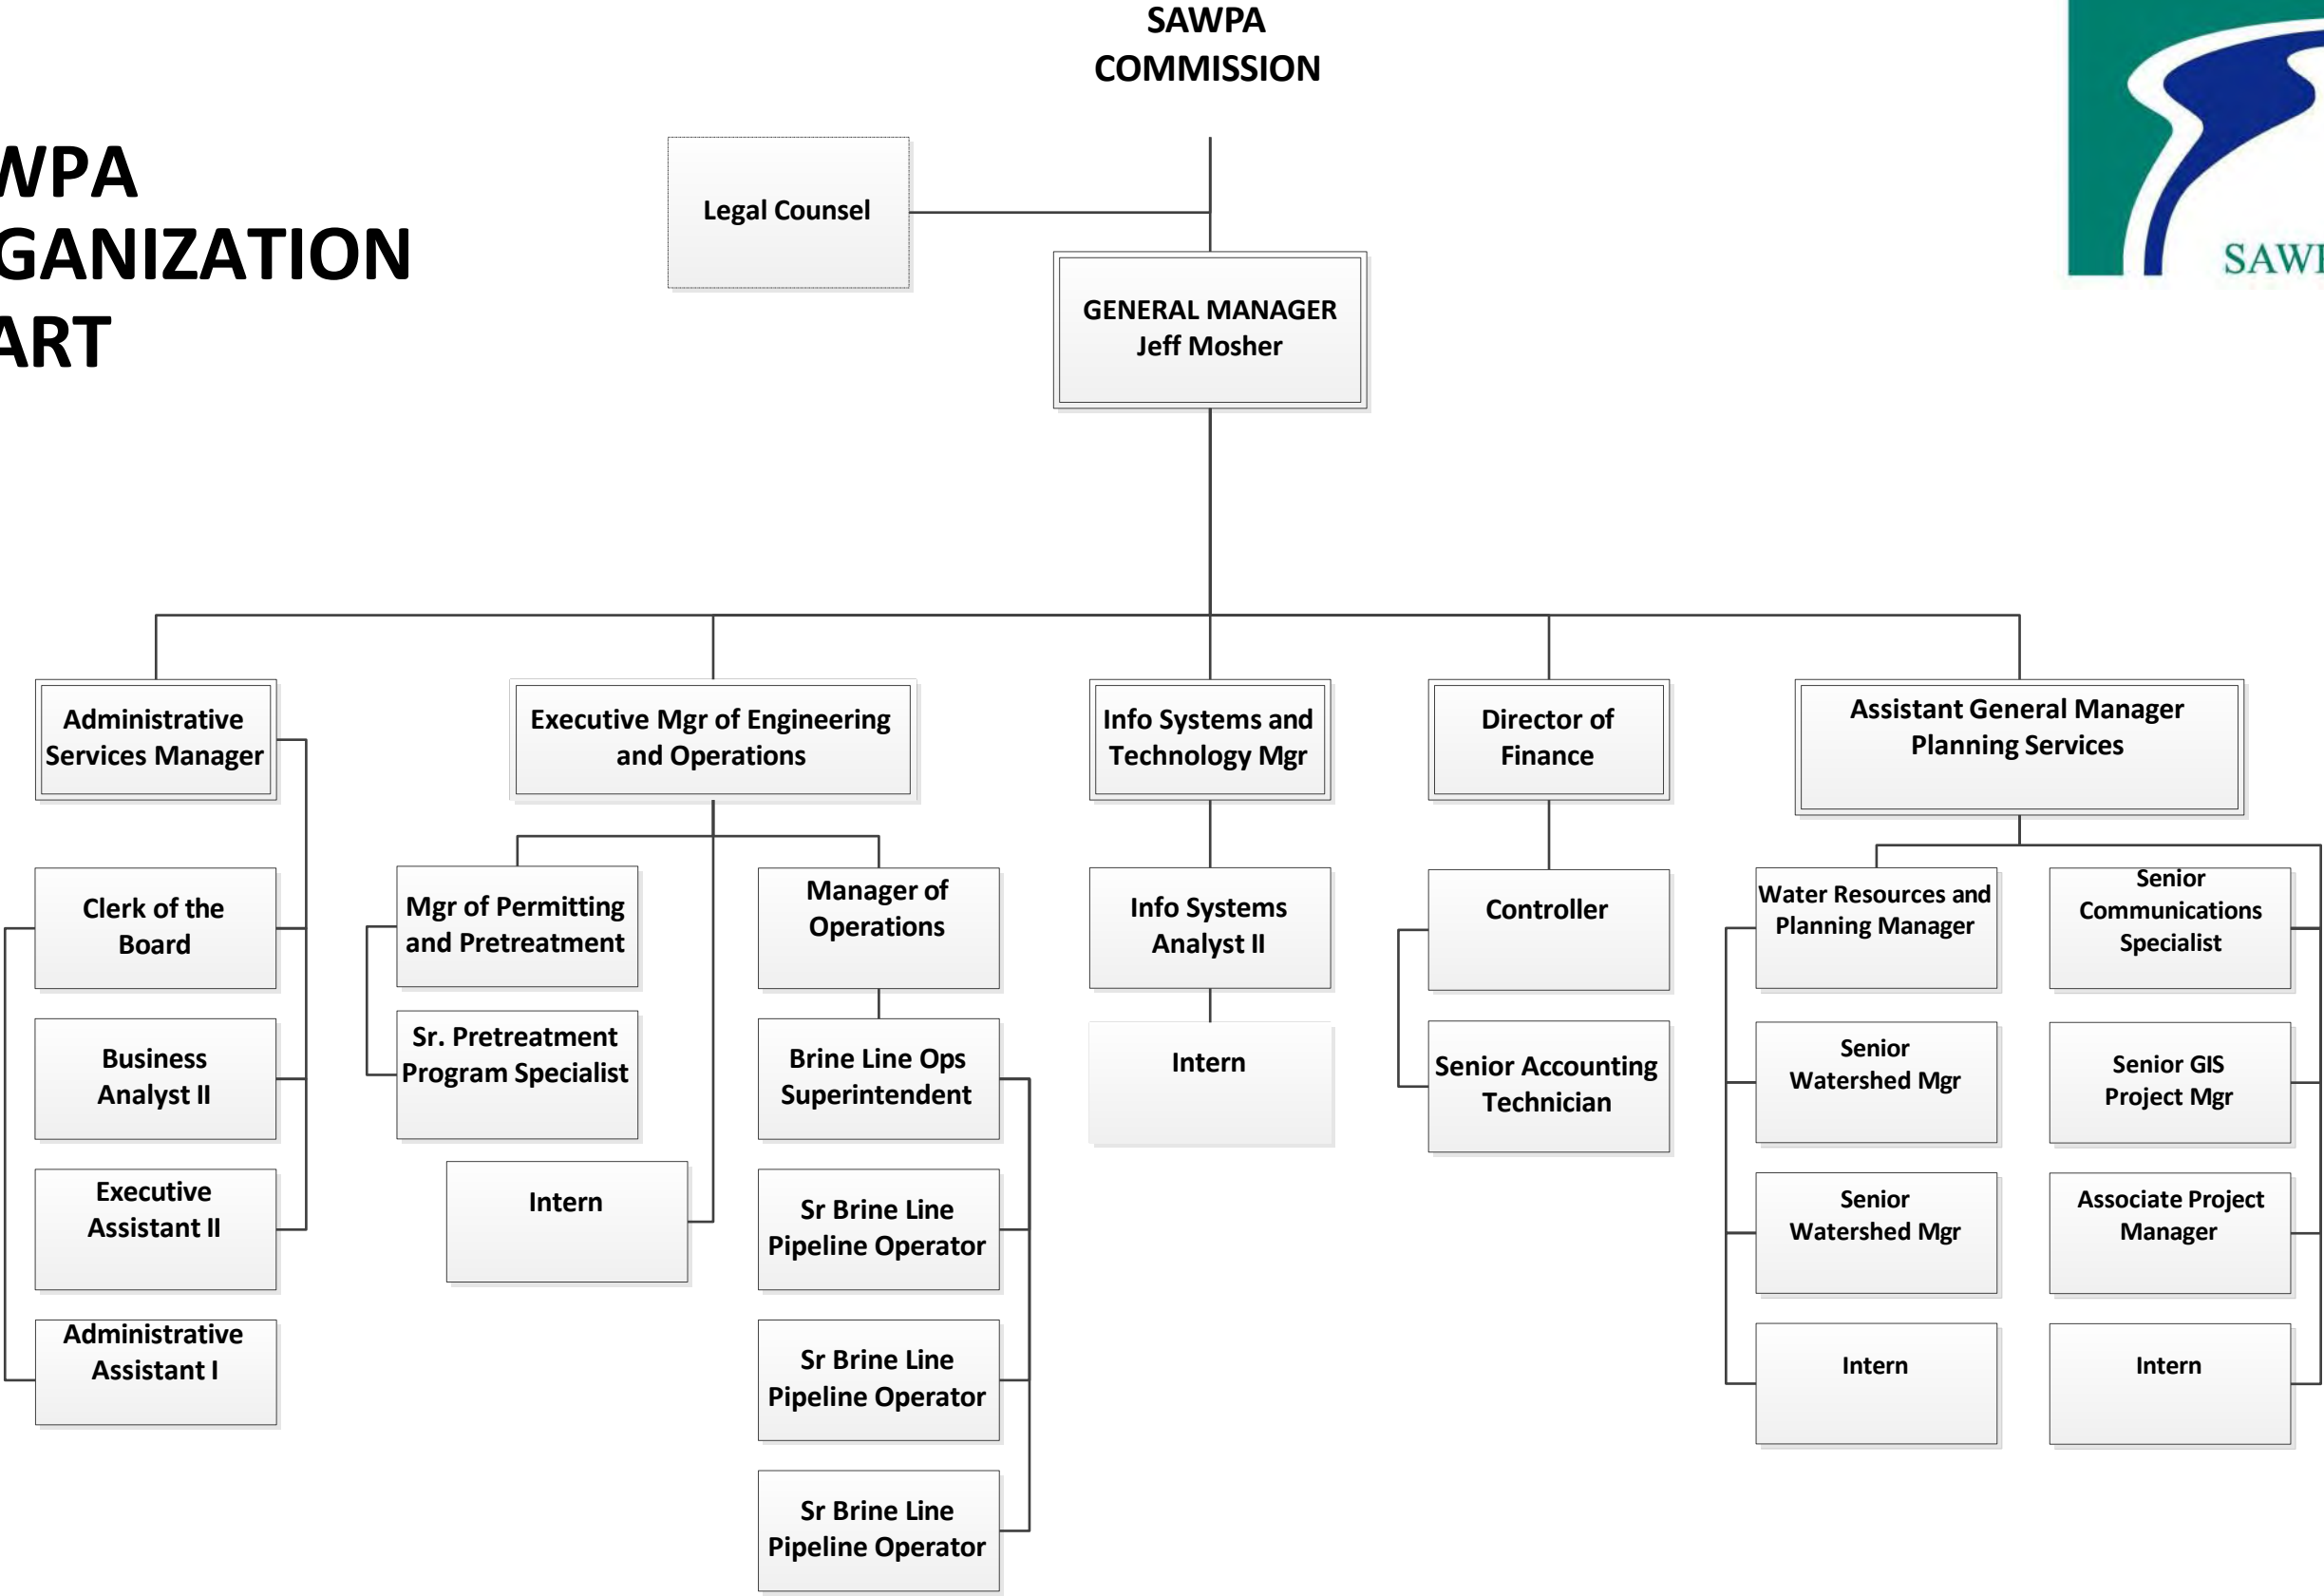 SAWPA
COMMISSION
WPA
GANIZATION
ART
SAWP
Legal Counsel
GENERAL MANAGER
Jeff Mosher
Administrative
Services Manager
Executive Mgr of Engineering
and Operations
Info Systems and
Technology Mgr
Director of
Finance
Assistant General Manager
Planning Services
Clerk of the
Board
Business
Analyst II
Executive
Assistant II
Administrative
Assistant I
Mgr of Permitting
and Pretreatment
Sr. Pretreatment
Program Specialist
Intern
Manager of
Operations
Brine Line Ops
Superintendent
Sr Brine Line
Pipeline Operator
Sr Brine Line
Pipeline Operator
Sr Brine Line
Pipeline Operator
Info Systems
Analyst II
Intern
Controller
Senior Accounting
Technician
Water Resources and
Planning Manager
Senior
Watershed Mgr
Senior
Watershed Mgr
Intern
Senior
Communications
Specialist
Senior GIS
Project Mgr
Associate Project
Manager
Intern